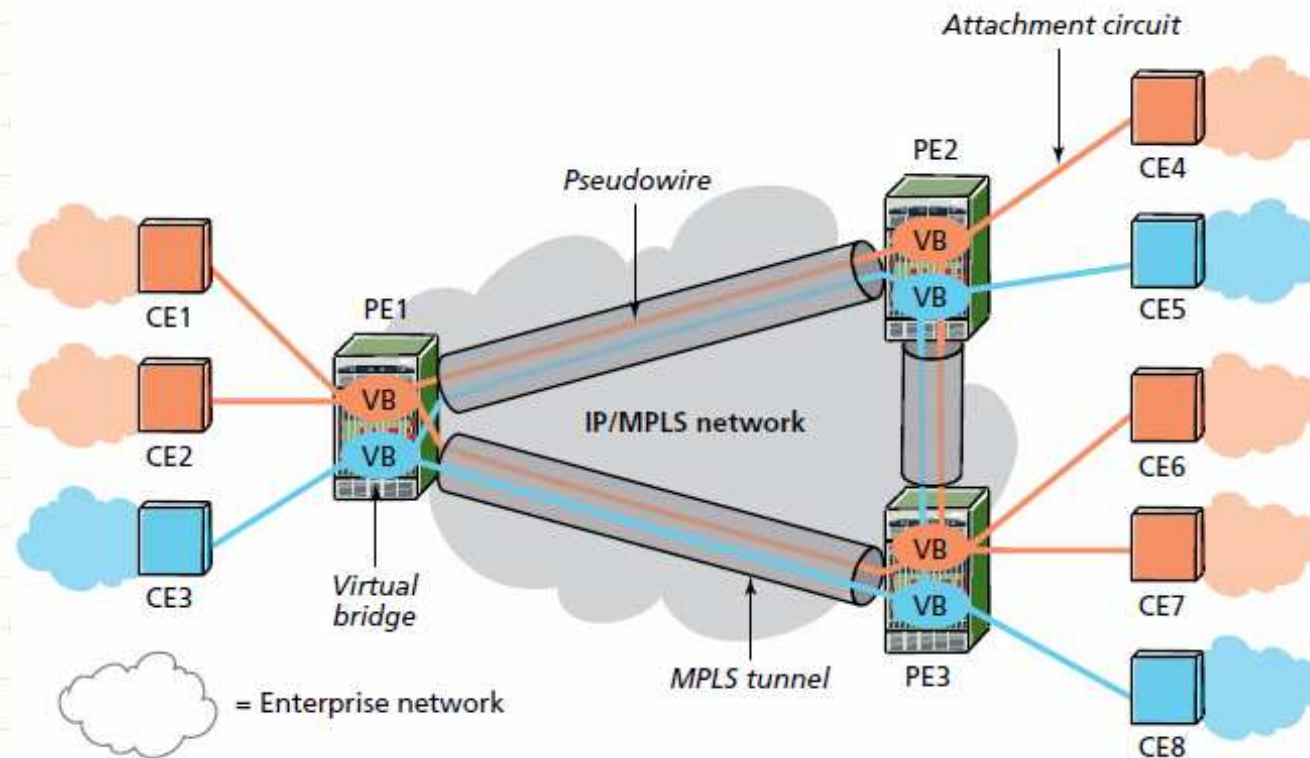 Attachment circuit
PE2
CE4
Pseudowire
VB
VB
CE5
CE1
PE1
VB
VB
IP/MPLS network
CE2
CE6
VB
VB
CE7
CE3
Virtual
bridge
MPLS tunnel
PE3
= Enterprise network
CE8